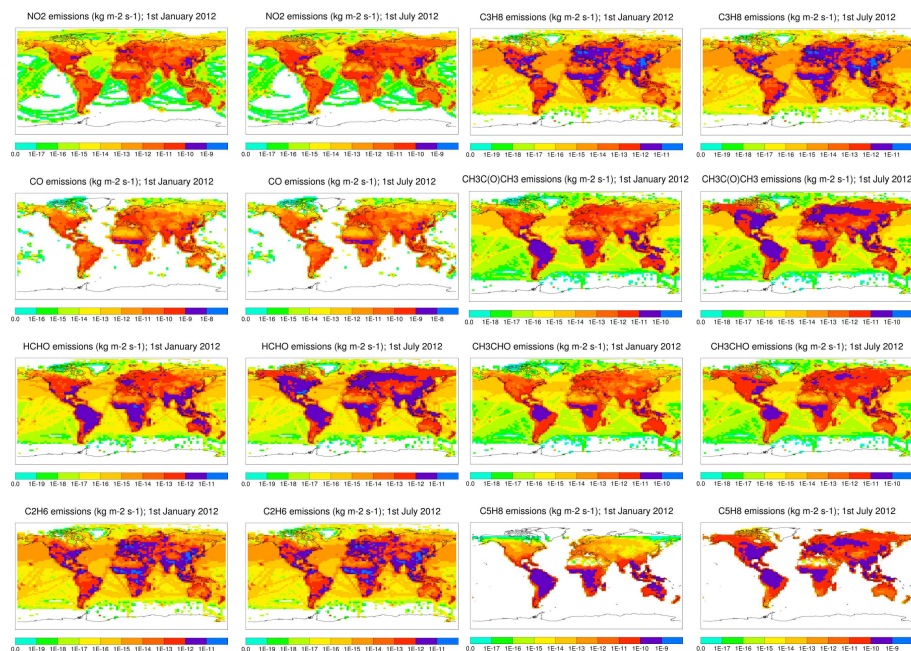 NO2 emissions (kg m-2 s-1); 1st January 2012
NO2 emissions (kg m-2 s-1); 1st July 2012
C3H8 emissions (kg m-2 s-1); 1st January 2012
C3H8 emissions (kg m-2 s-1); 1st July 2012
0.0 1E-17 1E-16 1E-15 1E-14 1E-13 1E-12 1E-11 1E-10 1E-9
0.0 1E-17 1E-16 1E-15 1E-14 1E-13 1E-12 1E-11 1E-10 1E-9
0.0 1E-19 1E-18 1E-17 1E-16 1E-15 1E-14 1E-13 1E-12 1E-11
0.0 1E-19 1E-18 1E-17 1E-16 1E-15 1E-14 1E-13 1E-12 1E-11
CO emissions (kg m-2 s-1); 1st January 2012
CO emissions (kg m-2 s-1); 1st July 2012
CH3C(O)CH3 emissions (kg m-2 s-1); 1st January 2012
CH3C(O)CH3 emissions (kg m-2 s-1); 1st July 2012
0.0 1E-16 1E-15 1E-14 1E-13 1E-12 1E-11 1E-10 1E-9 1E-8
0.0 1E-16 1E-15 1E-14 1E-13 1E-12 1E-11 1E-10 1E-9 1E-8
0.0 1E-18 1E-17 1E-16 1E-15 1E-14 1E-13 1E-12 1E-11 1E-10
0.0 1E-18 1E-17 1E-16 1E-15 1E-14 1E-13 1E-12 1E-11 1E-10
HCHO emissions (kg m-2 s-1); 1st January 2012
HCHO emissions (kg m-2 s-1); 1st July 2012
CH3CHO emissions (kg m-2 s-1); 1st January 2012
CH3CHO emissions (kg m-2 s-1); 1st July 2012
0.0 1E-19 1E-18 1E-17 1E-16 1E-15 1E-14 1E-13 1E-12 1E-11
0.0 1E-19 1E-18 1E-17 1E-16 1E-15 1E-14 1E-13 1E-12 1E-11
0.0 1E-18 1E-17 1E-16 1E-15 1E-14 1E-13 1E-12 1E-11 1E-10
0.0 1E-18 1E-17 1E-16 1E-15 1E-14 1E-13 1E-12 1E-11 1E-10
C2H6 emissions (kg m-2 s-1); 1st January 2012
C2H6 emissions (kg m-2 s-1); 1st July 2012
C5H8 emissions (kg m-2 s-1); 1st January 2012
C5H8 emissions (kg m-2 s-1); 1st July 2012
0.0 1E-19 1E-18 1E-17 1E-16 1E-15 1E-14 1E-13 1E-12 1E-11
0.0 1E-19 1E-18 1E-17 1E-16 1E-15 1E-14 1E-13 1E-12 1E-11
0.0 1E-17 1E-16 1E-15 1E-14 1E-13 1E-12 1E-11 1E-10 1E-9
0.0 1E-17 1E-16 1E-15 1E-14 1E-13 1E-12 1E-11 1E-10 1E-9